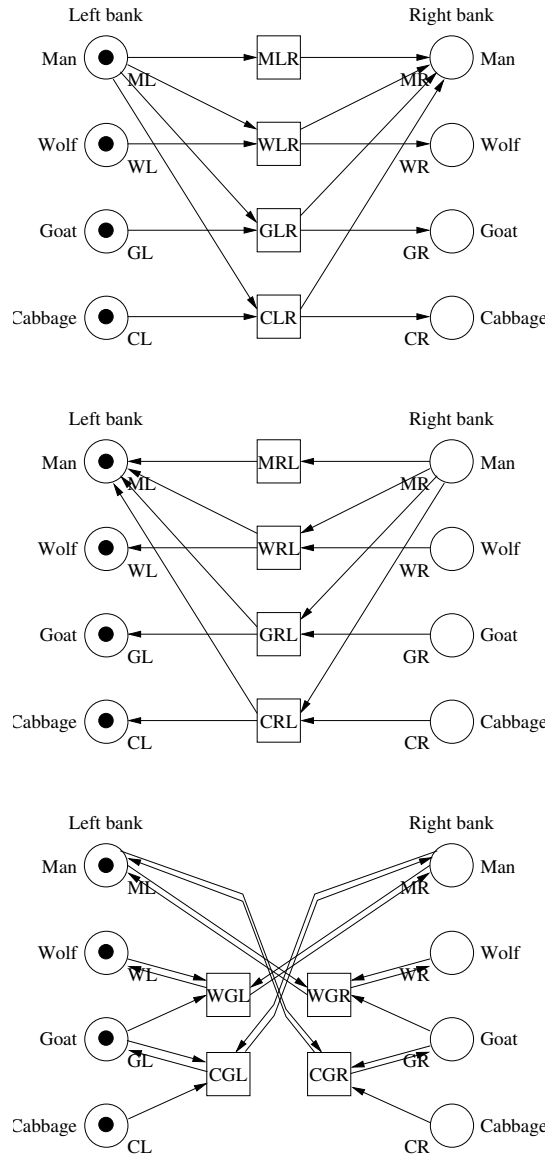 Left bank Right bank
Man ML MLR MR Man
Wolf WL WLR WR Wolf
Goat GL GLR GR Goat
Cabbage CL CLR CR Cabbage
Left bank Right bank
Man ML MRL MR Man
Wolf WL WRL WR Wolf
Goat GL GRL GR Goat
Cabbage CL CRL CR Cabbage
Left bank Right bank
Man ML MR Man
Wolf WL WGL WGR WR Wolf
Goat GL CGL CGR GR Goat
Cabbage CL CR Cabbage